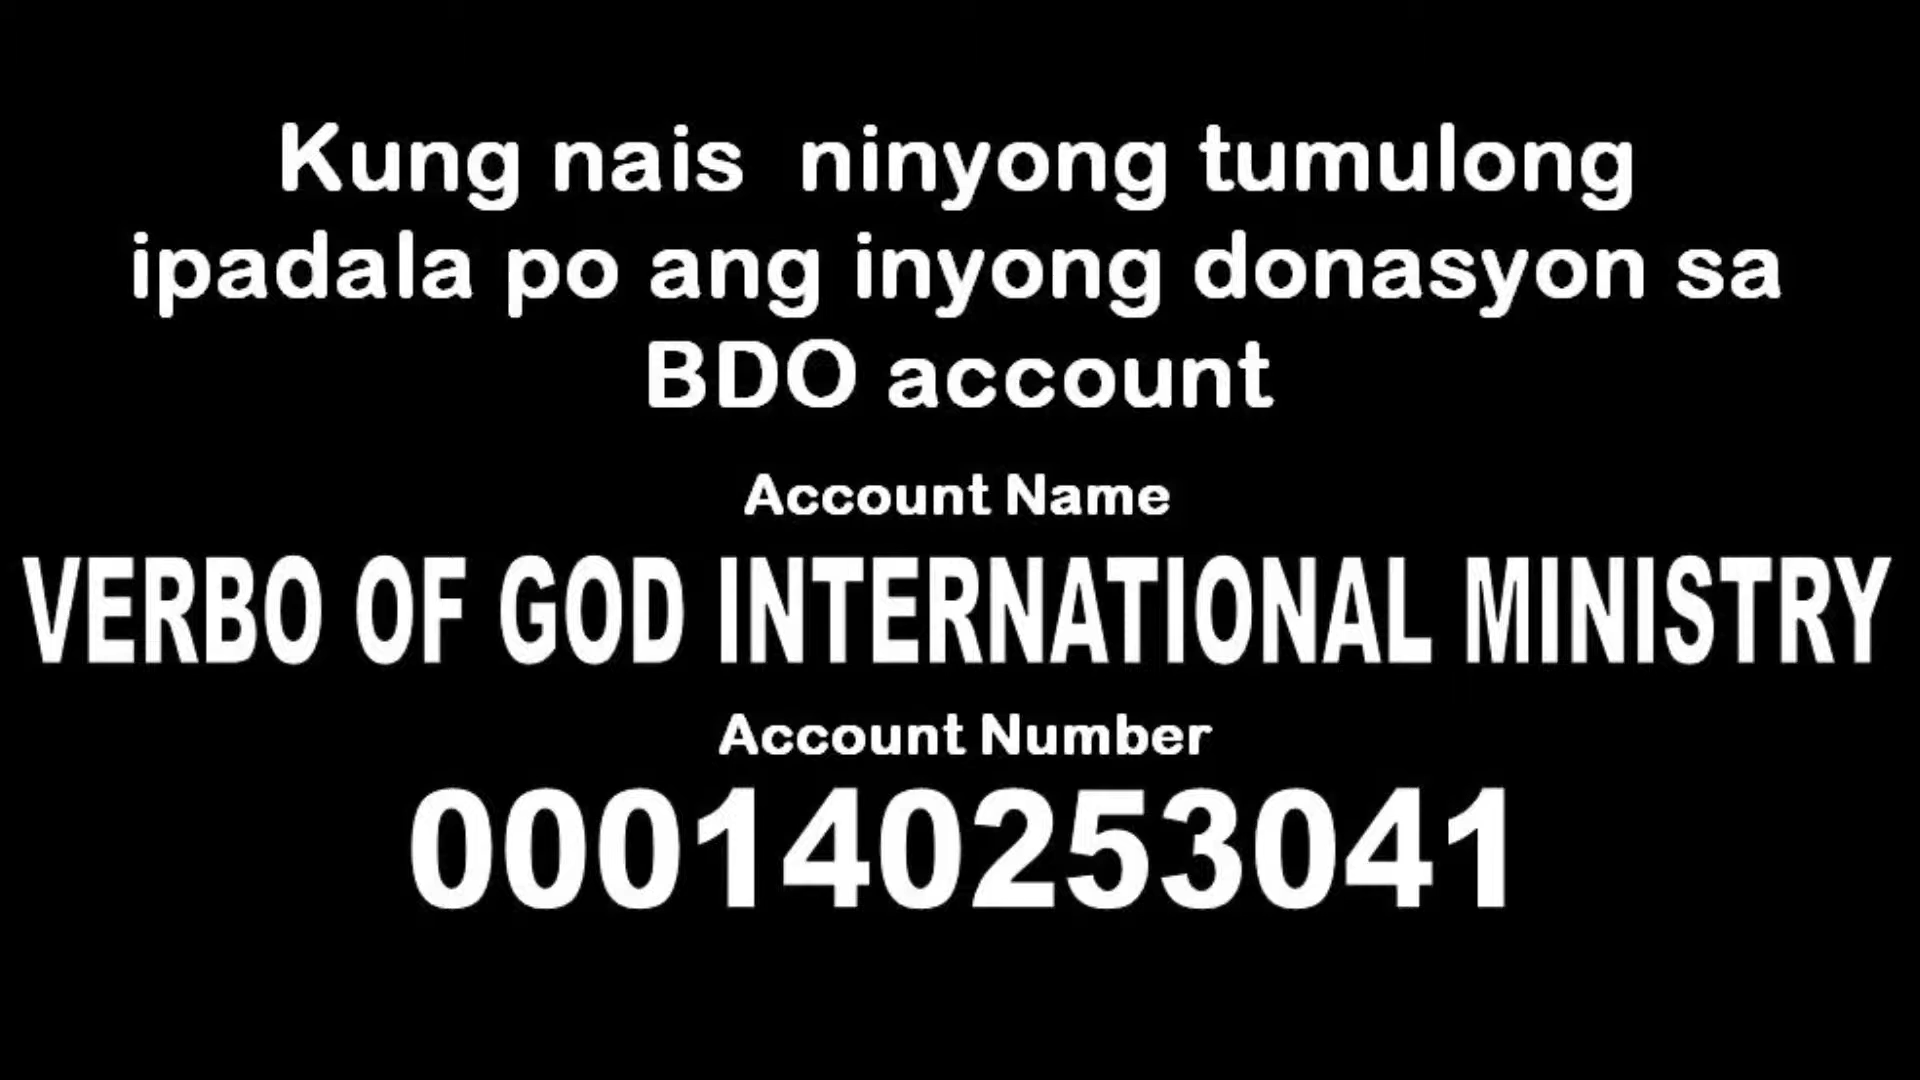 Kung nais ninyong tumulong
ipadala po ang inyong donasyon sa
BDO account
Account Name
VERBO OF GOD INTERNATIONAL MINISTRY
Account Number
000140253041